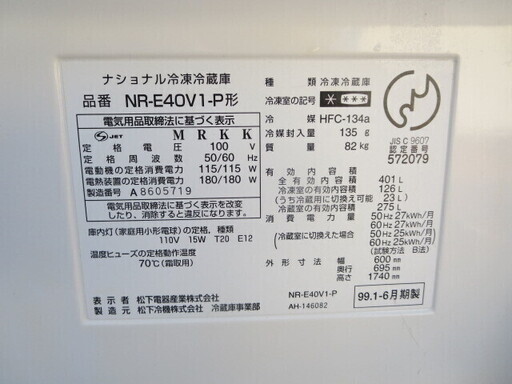 ナショナル冷凍冷蔵庫
品番 NR-E40V1-P形
電気用品取締法に基づく表示
JET MRKK
定格電圧 100 V
定格周波数 50/60 Hz
電動機の定格消費電力 115/115 W
電熱装置の定格消費電力 180/180 W
製造番号 A8605719
電気用品取締法に基づく表示を改変
したり、消滅すると違反になります。
庫内灯(家庭用小形電球)の定格、種類
110V 15W T20 E12
温度ヒューズの定格動作温度
70℃(霜取用)
表示者 松下電器産業株式会社
製造者 松下冷機株式会社 冷蔵庫事業部
種類 冷凍冷蔵庫
冷凍室の記号
冷媒 HFC-134a
冷媒封入量 135 g
質量 82 kg
JIS C 9607
認定番号
572079
有効内容積
全有効内容積 401 L
冷凍室の有効内容積 126 L
(うち冷蔵用に切換可能 23 L)
冷蔵室の有効内容積 275 L
消費電力量 50Hz 27kWh/月
60Hz 27kWh/月
(冷蔵室に切換えた場合) 50Hz 25kWh/月
60Hz 25kWh/月
(試験方法 B法)
外形寸法 幅 600 mm
奥行 695 mm
高さ 1740 mm
NR-E40V1-P
AH-146082
99.1-6月期製